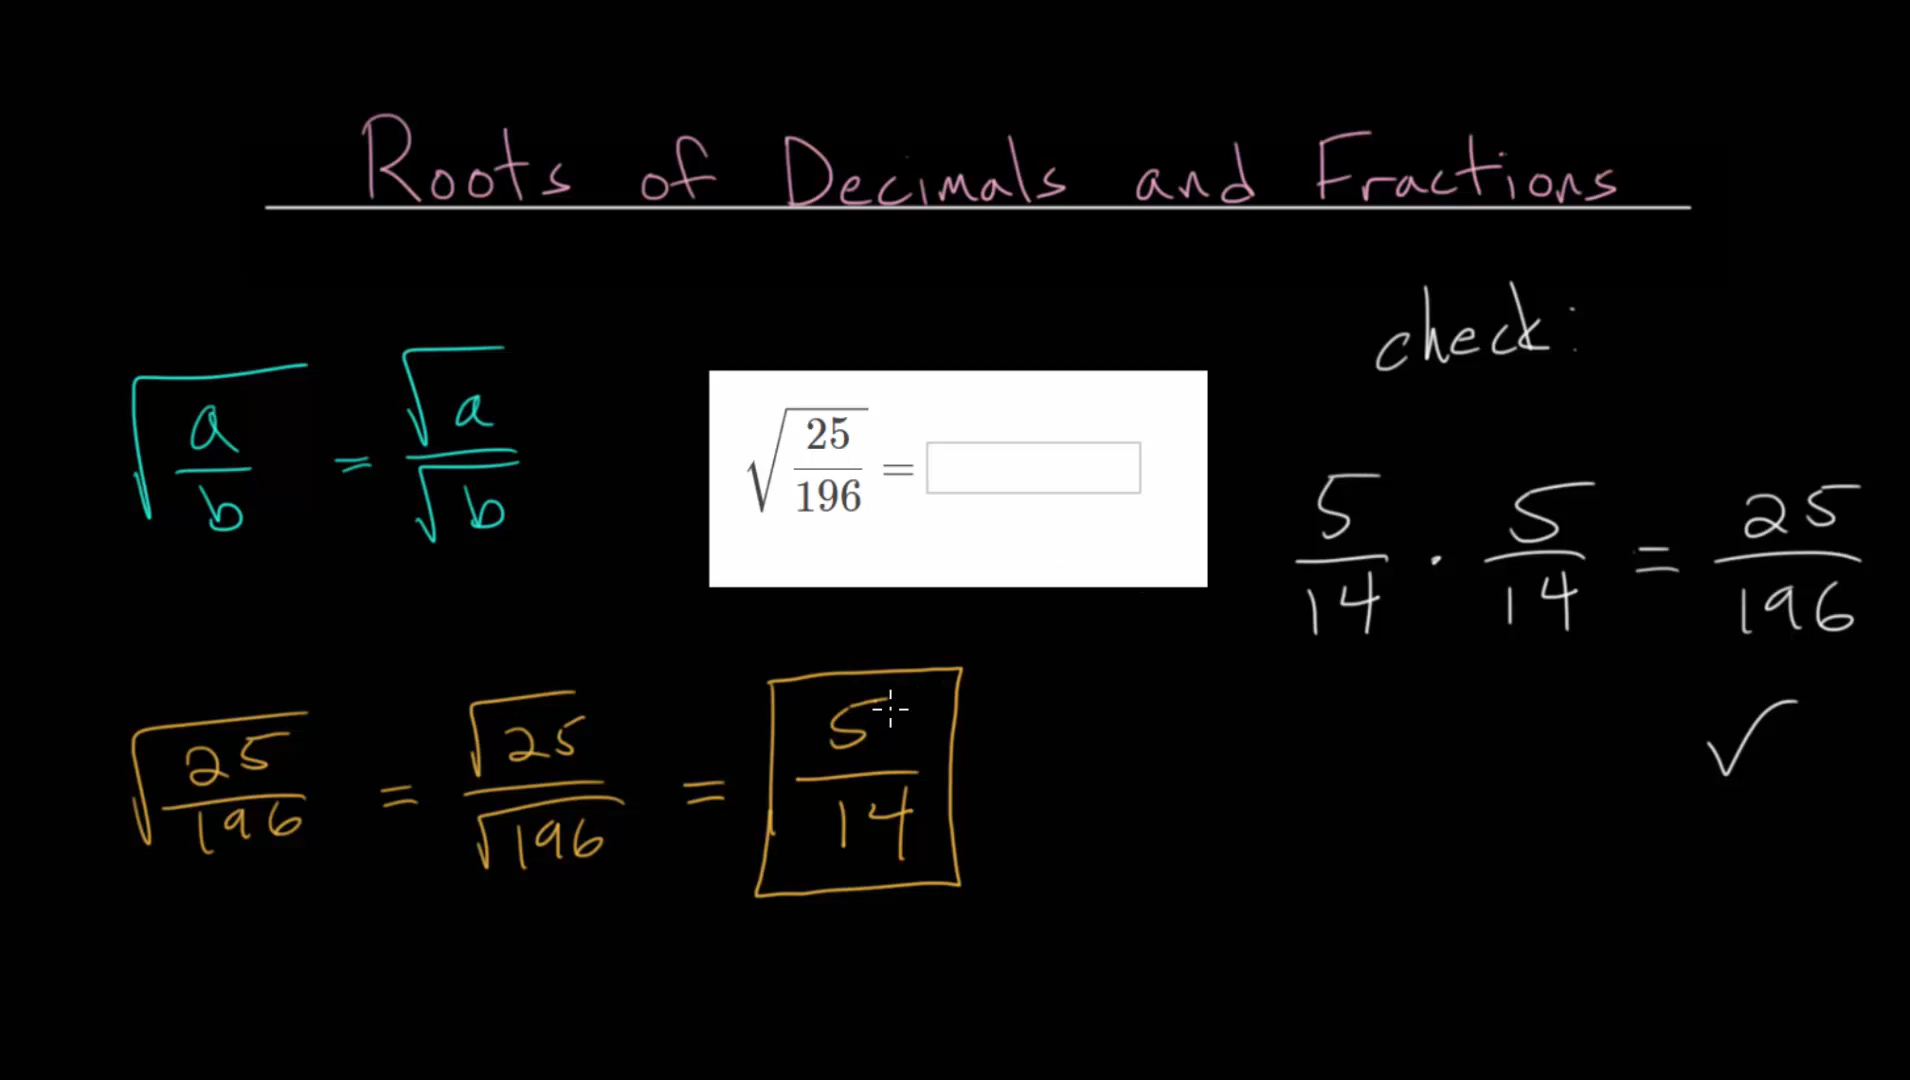 Roots of Decimals and Fractions
check:
√(a/b) = √a/√b
√(25/196) =
5/14 · 5/14 = 25/196
√(25/196) = √25/√196 = 5/14
✓